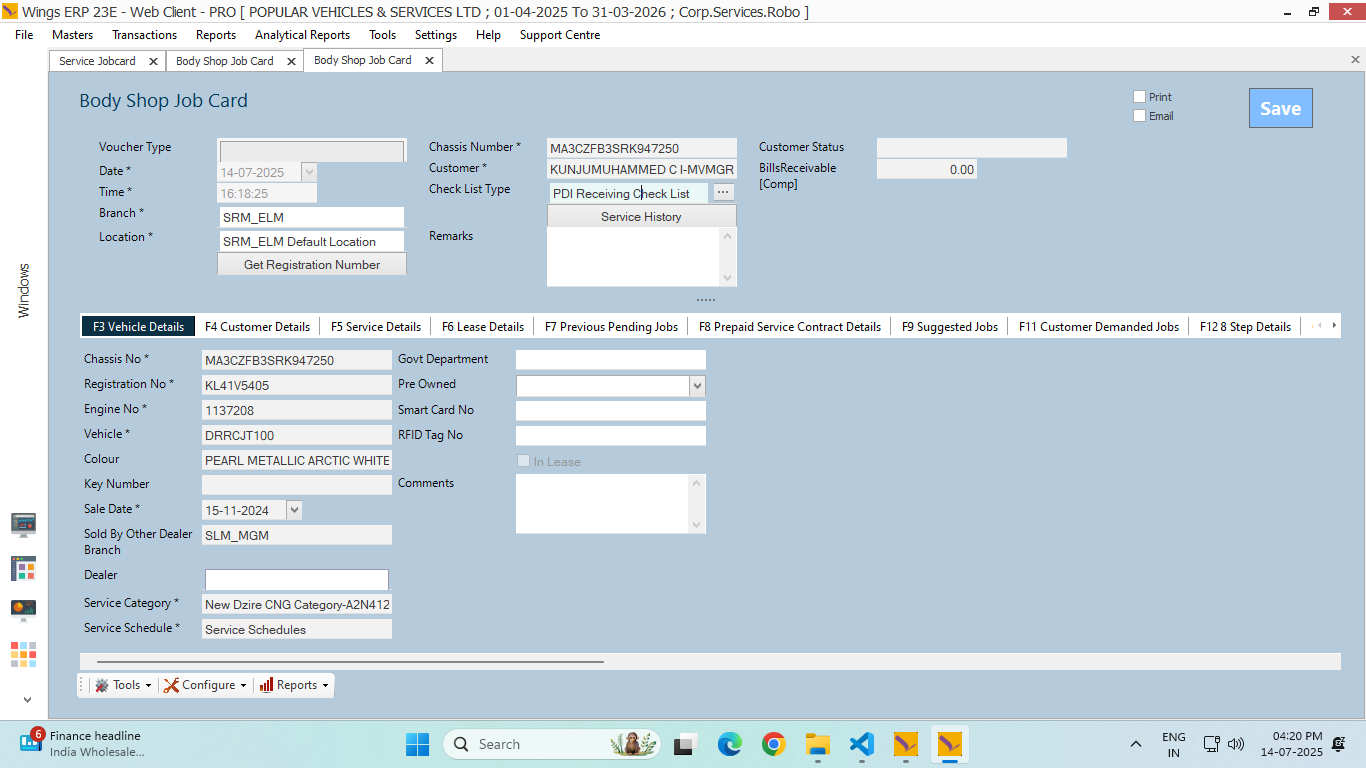 Wings ERP 23E - Web Client - PRO [ POPULAR VEHICLES & SERVICES LTD ; 01-04-2025 To 31-03-2026 ; Corp.Services.Robo ]
File Masters Transactions Reports Analytical Reports Tools Settings Help Support Centre
Service Jobcard Body Shop Job Card Body Shop Job Card
Body Shop Job Card
Print
Email
Save
Voucher Type
Date * 14-07-2025
Time * 16:18:25
Branch * SRM_ELM
Location * SRM_ELM Default Location
Get Registration Number
Chassis Number * MA3CZFB3SRK947250
Customer * KUNJUMUHAMMED C I-MVMGR
Check List Type PDI Receiving Check List ...
Service History
Remarks
Customer Status
BillsReceivable 0.00
[Comp]
Windows
F3 Vehicle Details F4 Customer Details F5 Service Details F6 Lease Details F7 Previous Pending Jobs F8 Prepaid Service Contract Details F9 Suggested Jobs F11 Customer Demanded Jobs F12 8 Step Details
Chassis No * MA3CZFB3SRK947250
Registration No * KL41V5405
Engine No * 1137208
Vehicle * DRRCJT100
Colour PEARL METALLIC ARCTIC WHITE
Key Number
Sale Date * 15-11-2024
Sold By Other Dealer SLM_MGM
Branch
Dealer
Service Category * New Dzire CNG Category-A2N412
Service Schedule * Service Schedules
Govt Department
Pre Owned
Smart Card No
RFID Tag No
In Lease
Comments
Tools Configure Reports
6
Finance headline
India Wholesale...
Search
ENG
IN
04:20 PM
14-07-2025